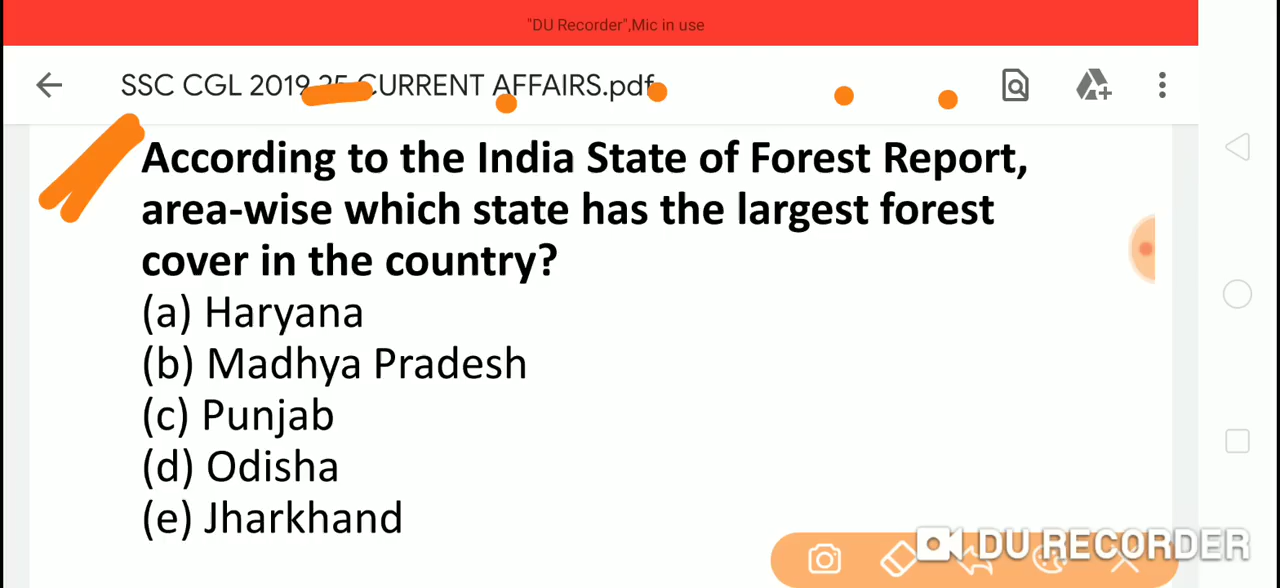 "DU Recorder",Mic in use
SSC CGL 2019 25 CURRENT AFFAIRS.pdf
According to the India State of Forest Report,
area-wise which state has the largest forest
cover in the country?
(a) Haryana
(b) Madhya Pradesh
(c) Punjab
(d) Odisha
(e) Jharkhand
DU RECORDER